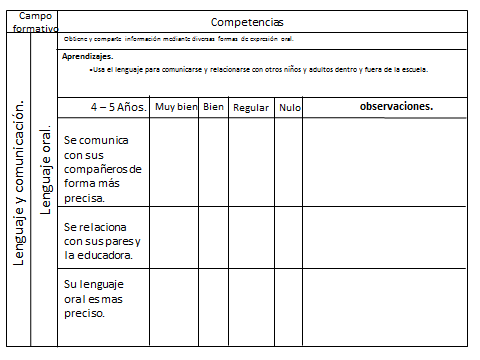 Campo
formativo
Competencias
Obtiene y comparte información mediante diversas formas de expresión oral.
Aprendizajes.
•Usa el lenguaje para comunicarse y relacionarse con otros niños y adultos dentro y fuera de la escuela.
Lenguaje y comunicación.
Lenguaje oral.
4 – 5 Años. Muy bien Bien Regular Nulo observaciones.
Se comunica
con sus
compañeros de
forma más
precisa.
Se relaciona
con sus pares y
la educadora.
Su lenguaje
oral es mas
preciso.